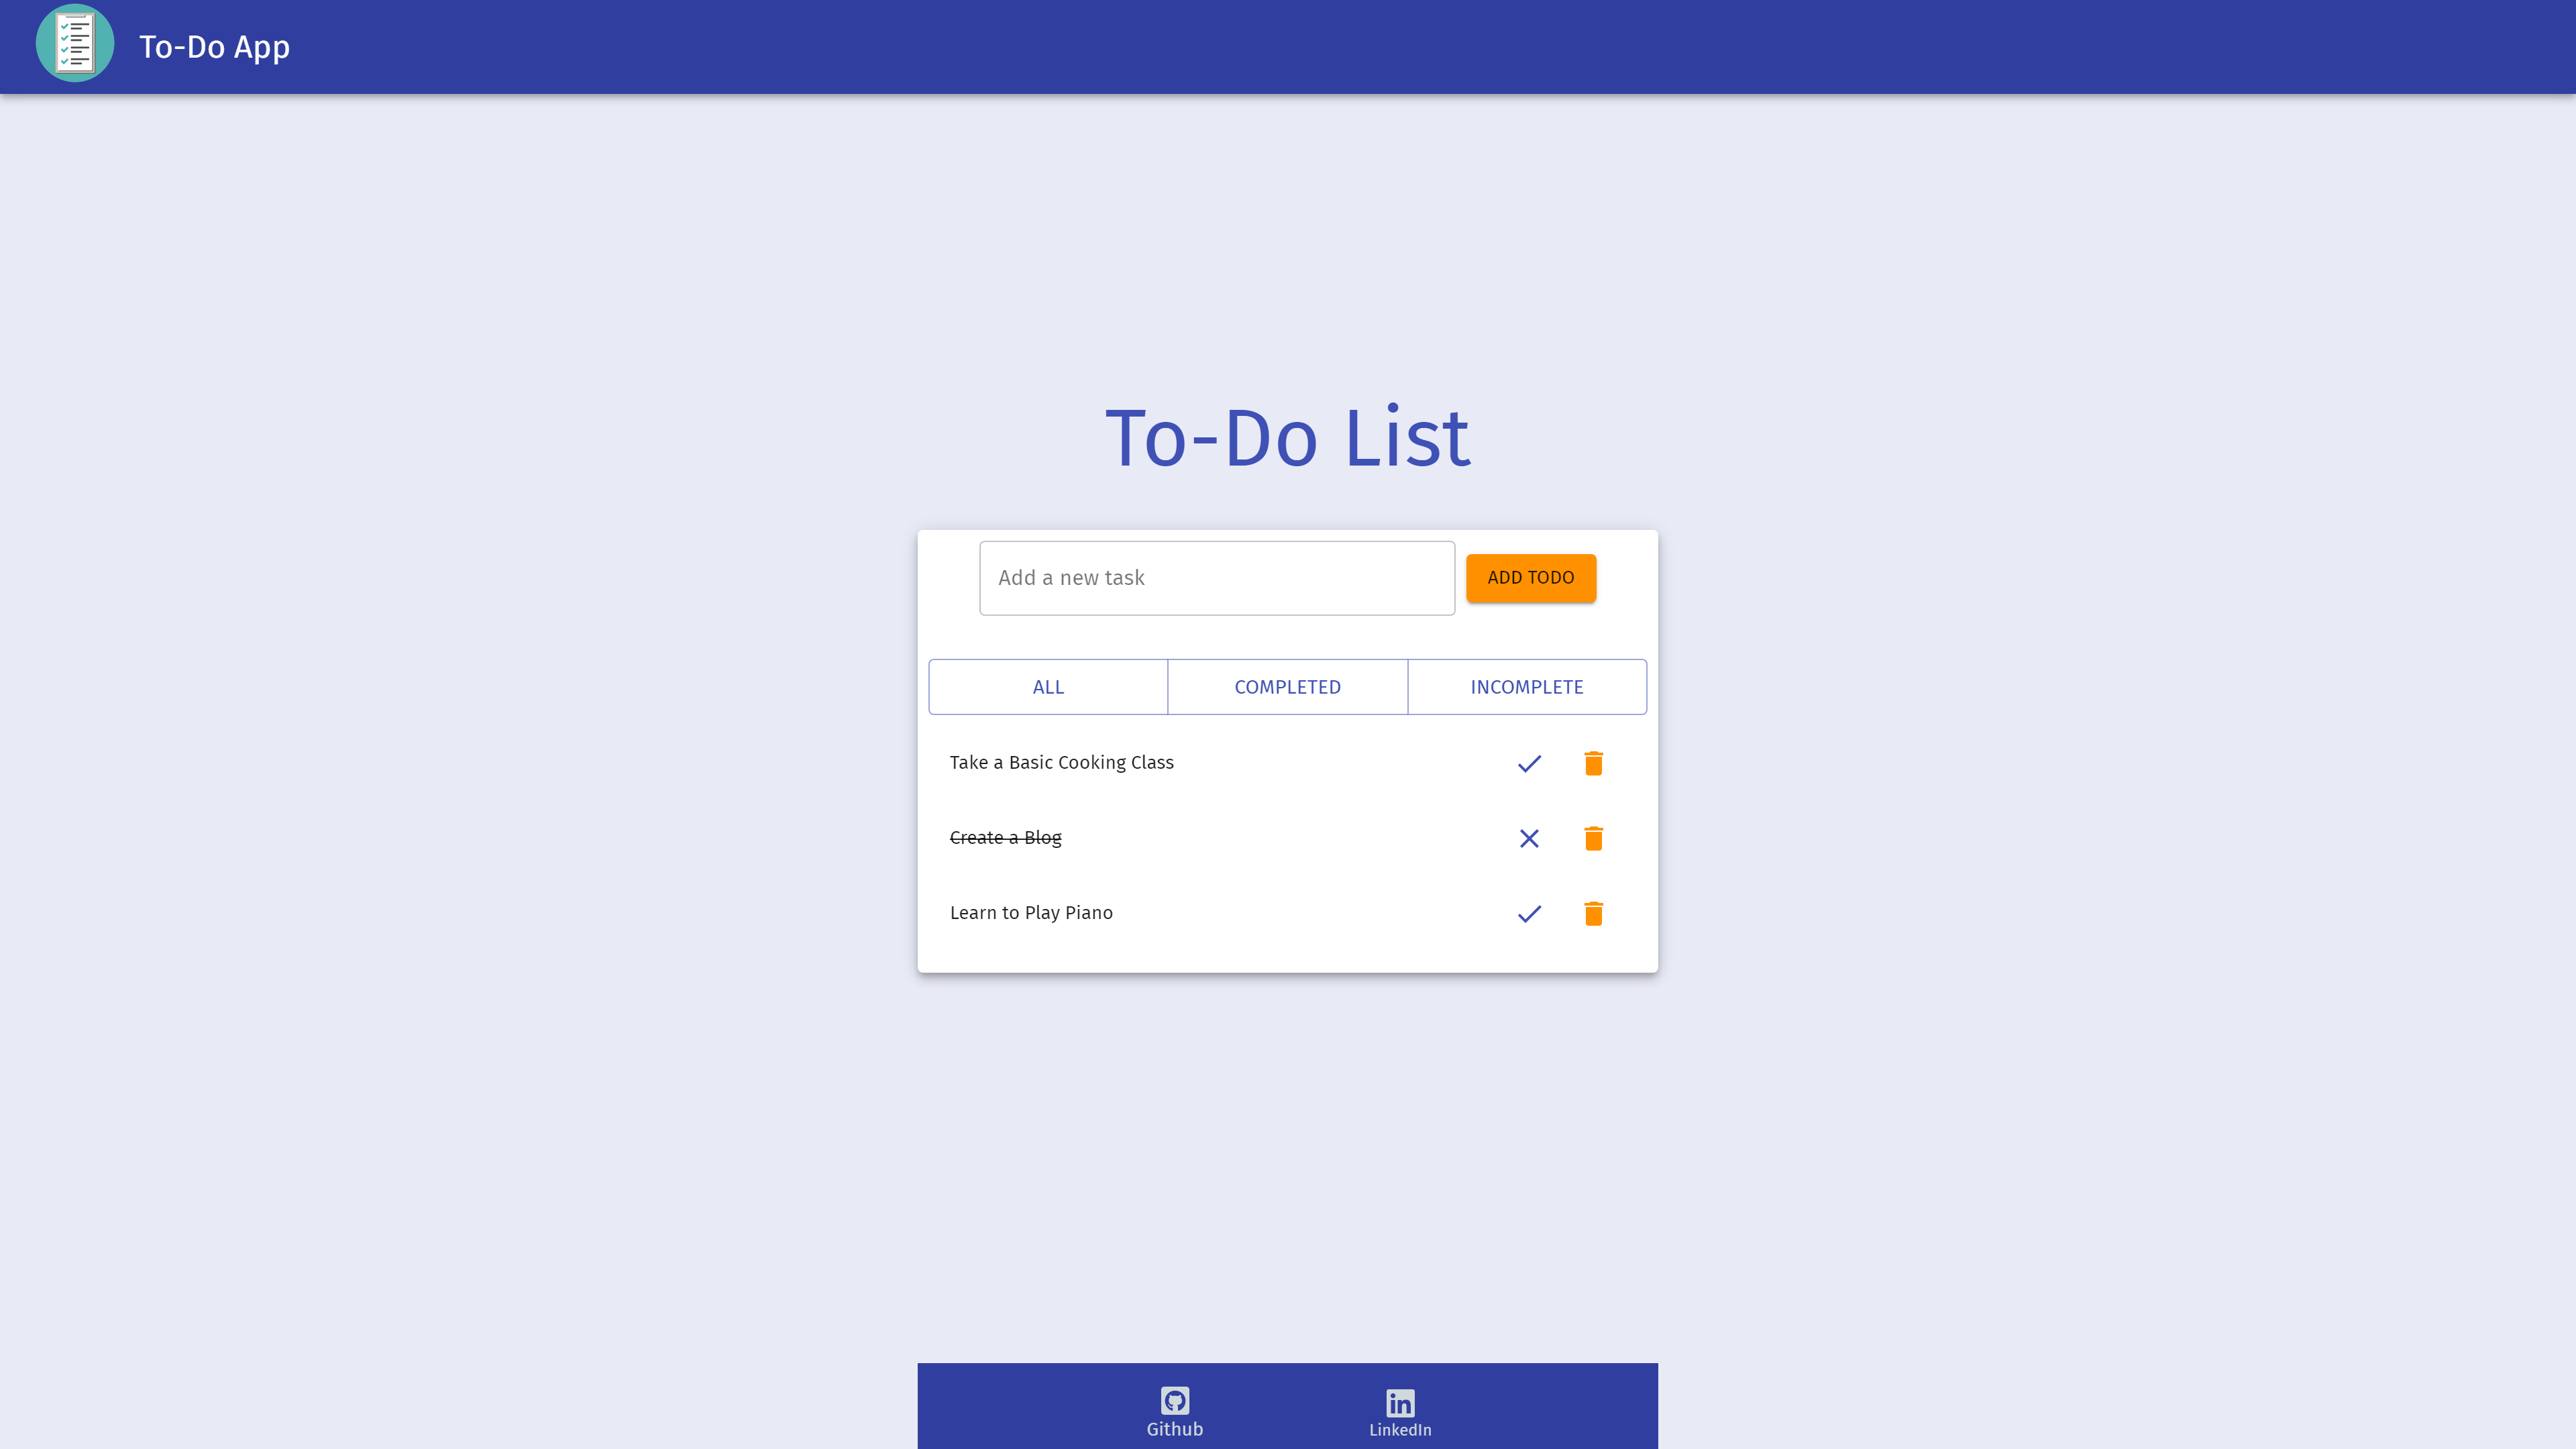 To-Do App
To-Do List
Add a new task
ADD TODO
ALL
COMPLETED
INCOMPLETE
Take a Basic Cooking Class
Create a Blog
Learn to Play Piano
Github
LinkedIn